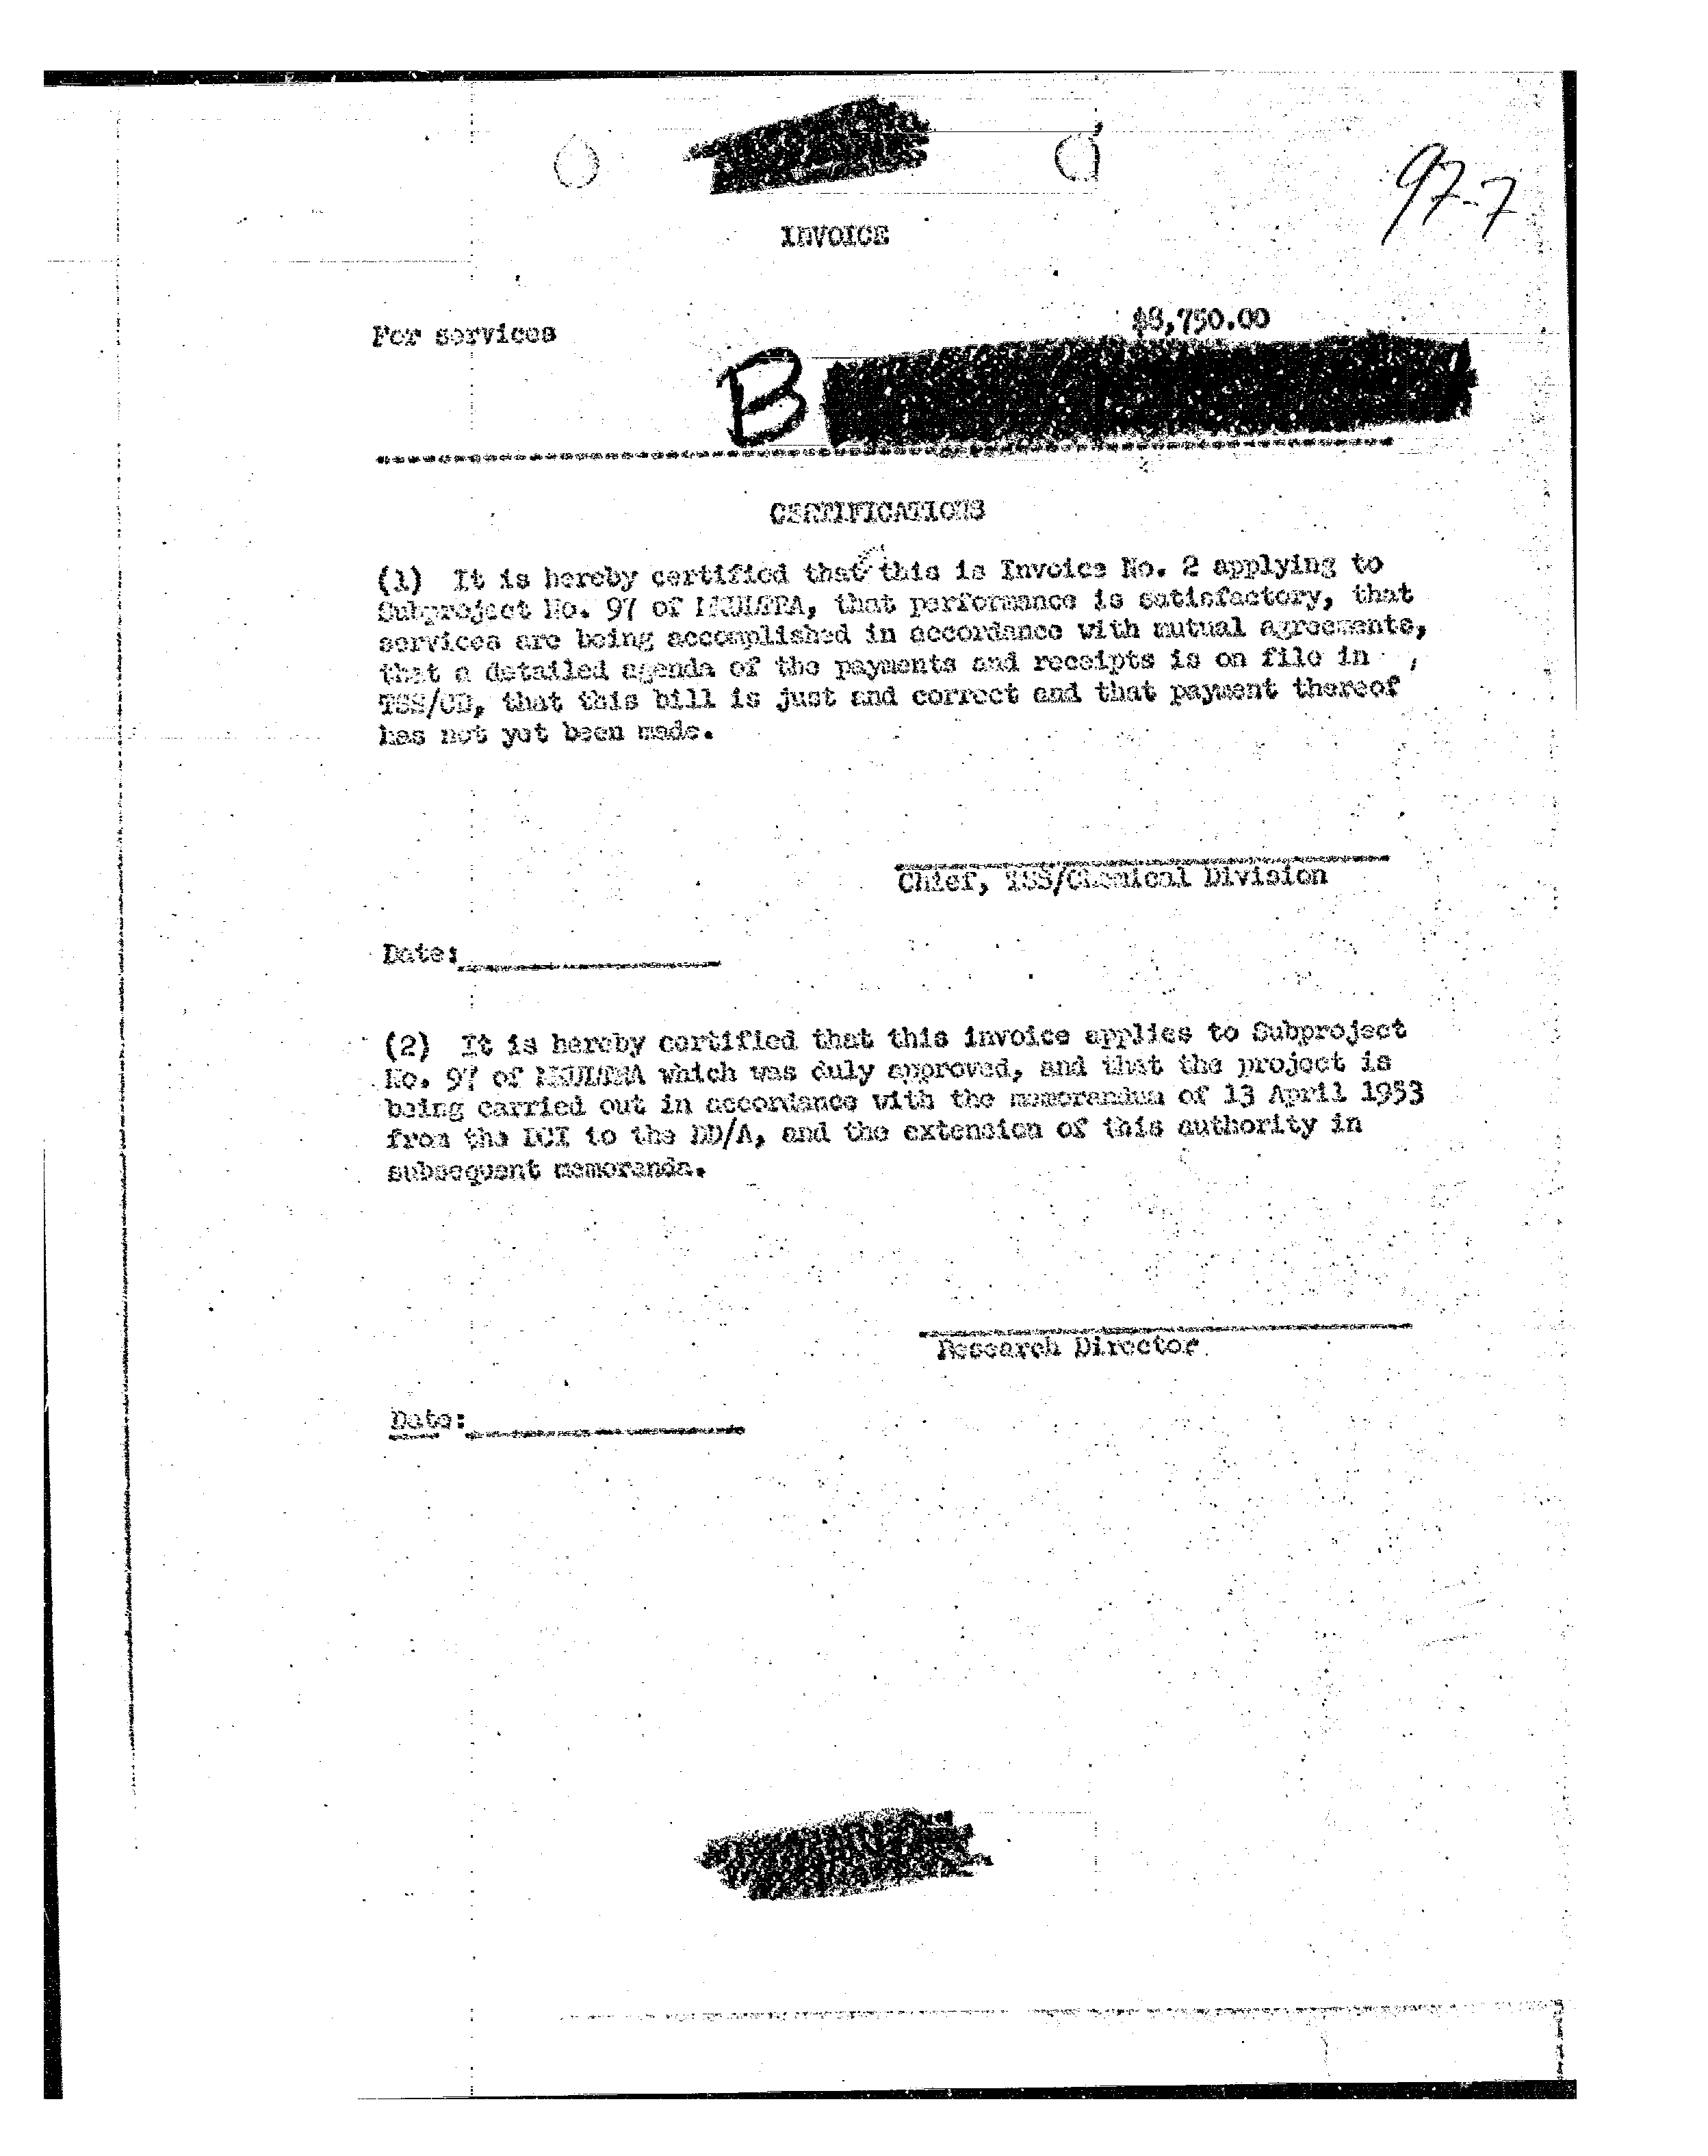 97-7
INVOICE
$8,750.00
For services
B
CERTIFICATIONS
(1) It is hereby certified that this is Invoice No. 2 applying to
Subproject No. 97 of MKULTRA, that performance is satisfactory, that
services are being accomplished in accordance with mutual agreements,
that a detailed agenda of the payments and receipts is on file in
TSS/CD, that this bill is just and correct and that payment thereof
has not yet been made.
Chief, TSS/Chemical Division
Date:
(2) It is hereby certified that this invoice applies to Subproject
No. 97 of MKULTRA which was duly approved, and that the project is
being carried out in accordance with the memorandum of 13 April 1953
from the DCI to the DD/A, and the extension of this authority in
subsequent memoranda.
Research Director
Date: